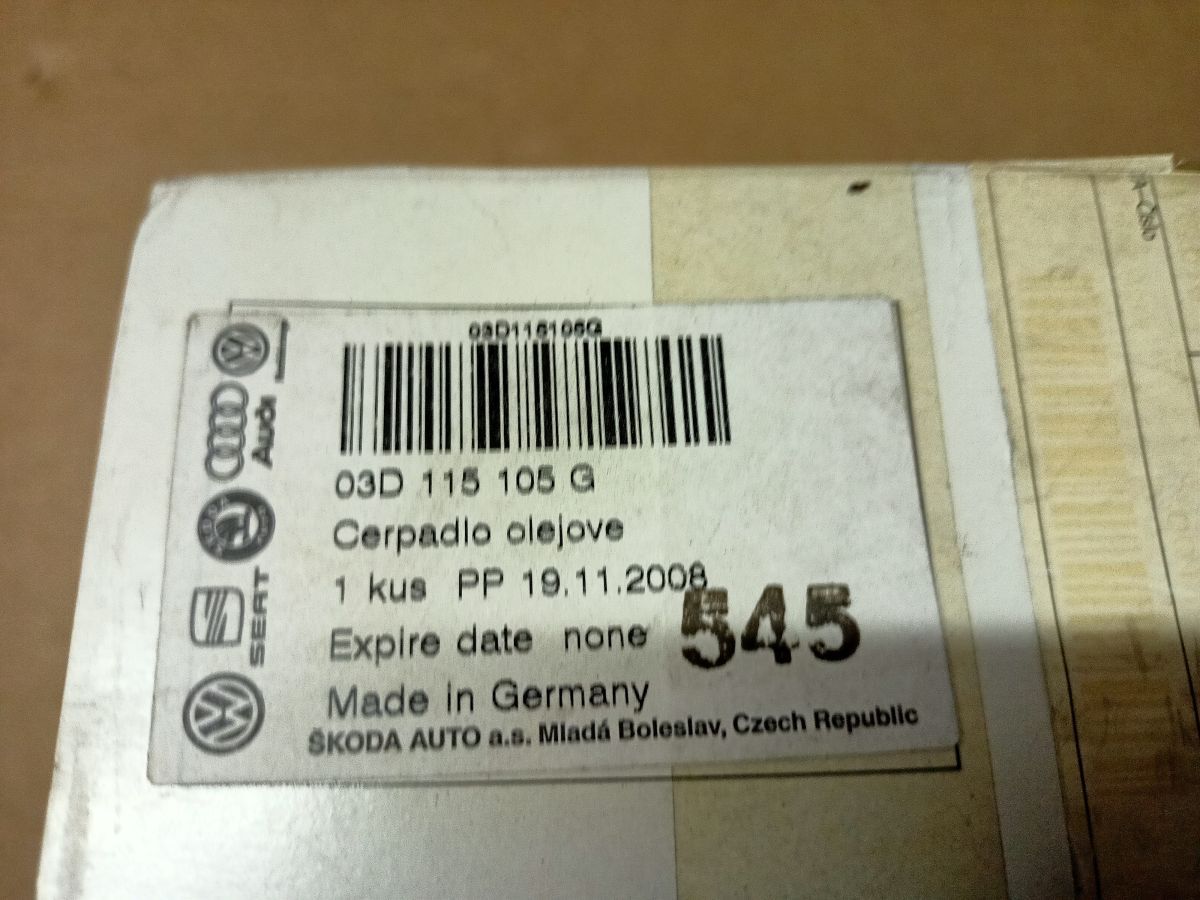 03D115105G
03D 115 105 G
Cerpadlo olejove
1 kus PP 19.11.2008
Expire date none
545
Made in Germany
ŠKODA AUTO a.s. Mladá Boleslav, Czech Republic
Audi
SEAT